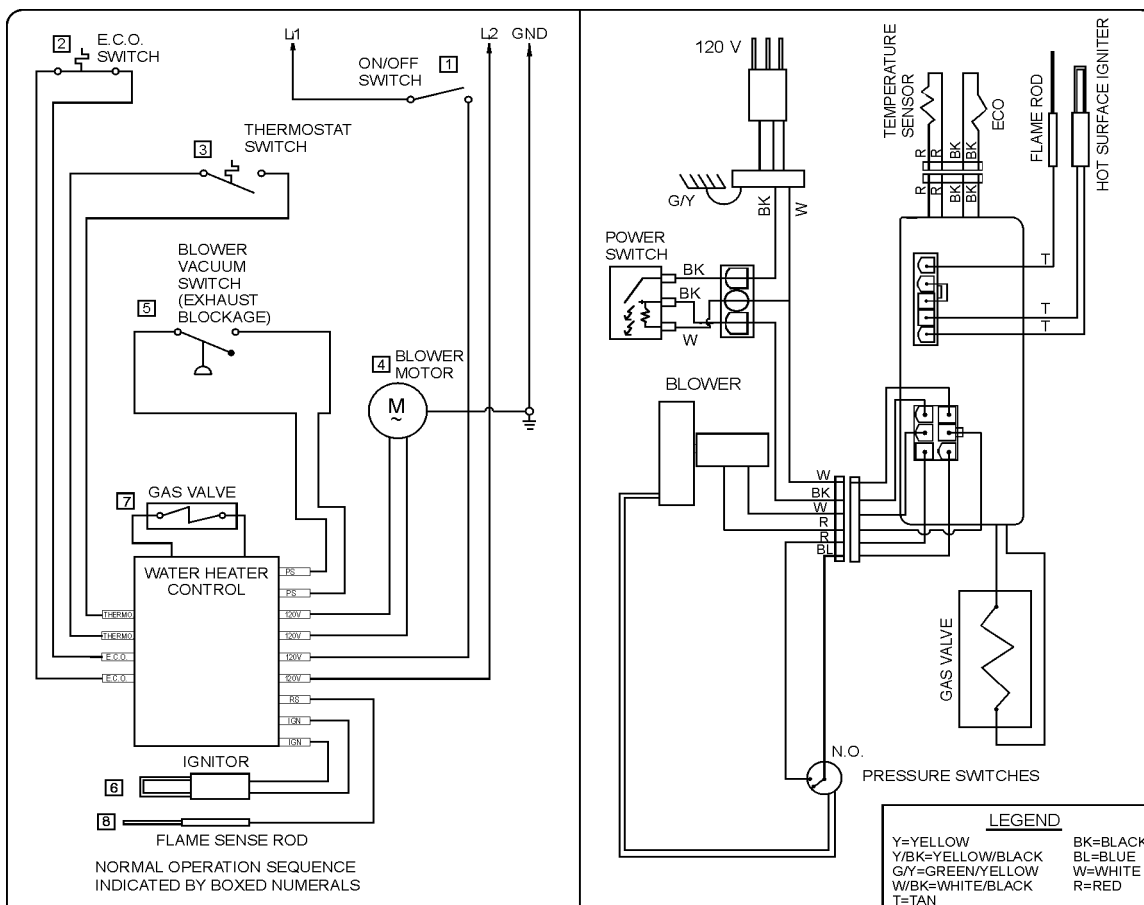 2
E.C.O.
SWITCH
L1
L2
GND
ON/OFF
SWITCH
1
THERMOSTAT
SWITCH
3
BLOWER
VACUUM
SWITCH
(EXHAUST
BLOCKAGE)
5
4
BLOWER
MOTOR
M
~
7
GAS VALVE
WATER HEATER
CONTROL
PS
PS
THERMO.
120V
THERMO.
120V
E.C.O.
120V
E.C.O.
120V
RS
IGN
IGN
IGNITOR
6
8
FLAME SENSE ROD
NORMAL OPERATION SEQUENCE
INDICATED BY BOXED NUMERALS
120 V
G/Y
BK
W
POWER
SWITCH
BK
BK
W
TEMPERATURE
SENSOR
ECO
FLAME ROD
HOT SURFACE IGNITER
R
R
BK
BK
R
R
BK
BK
T
T
T
BLOWER
W
BK
W
R
R
BL
GAS VALVE
N.O.
PRESSURE SWITCHES
LEGEND
Y=YELLOW
BK=BLACK
Y/BK=YELLOW/BLACK
BL=BLUE
G/Y=GREEN/YELLOW
W=WHITE
W/BK=WHITE/BLACK
R=RED
T=TAN